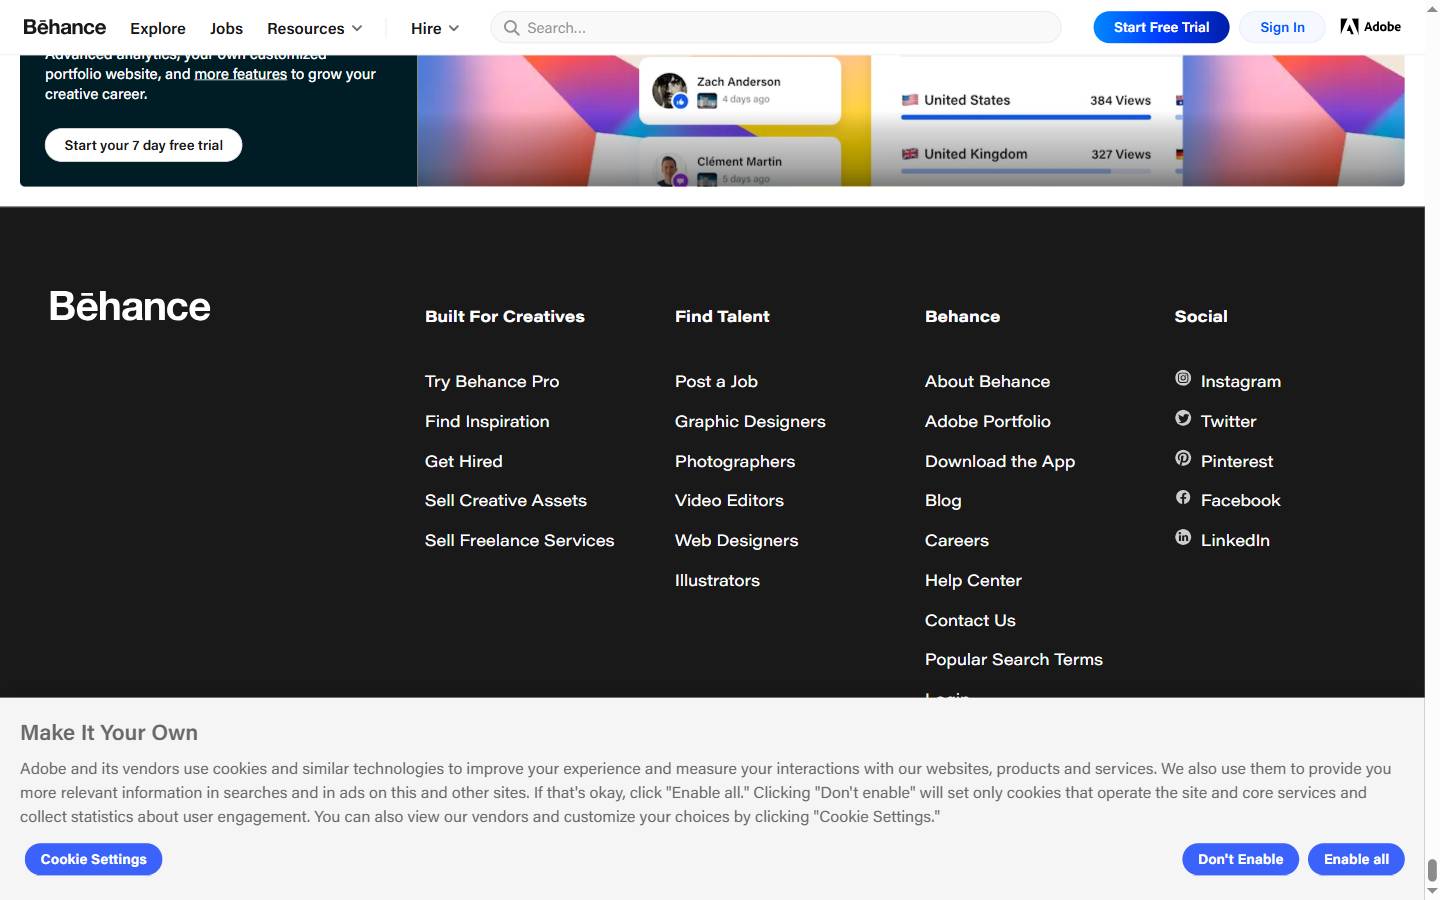 Bēhance Explore Jobs Resources Hire Search... Start Free Trial Sign In Adobe
Advanced analytics, your own customized
portfolio website, and more features to grow your
creative career.
Start your 7 day free trial
Zach Anderson
4 days ago
Clément Martin
5 days ago
United States 384 Views
United Kingdom 327 Views
Bēhance
Built For Creatives
Try Behance Pro
Find Inspiration
Get Hired
Sell Creative Assets
Sell Freelance Services
Find Talent
Post a Job
Graphic Designers
Photographers
Video Editors
Web Designers
Illustrators
Behance
About Behance
Adobe Portfolio
Download the App
Blog
Careers
Help Center
Contact Us
Popular Search Terms
Login
Social
Instagram
Twitter
Pinterest
Facebook
LinkedIn
Make It Your Own
Adobe and its vendors use cookies and similar technologies to improve your experience and measure your interactions with our websites, products and services. We also use them to provide you
more relevant information in searches and in ads on this and other sites. If that's okay, click "Enable all." Clicking "Don't enable" will set only cookies that operate the site and core services and
collect statistics about user engagement. You can also view our vendors and customize your choices by clicking "Cookie Settings."
Cookie Settings Don't Enable Enable all